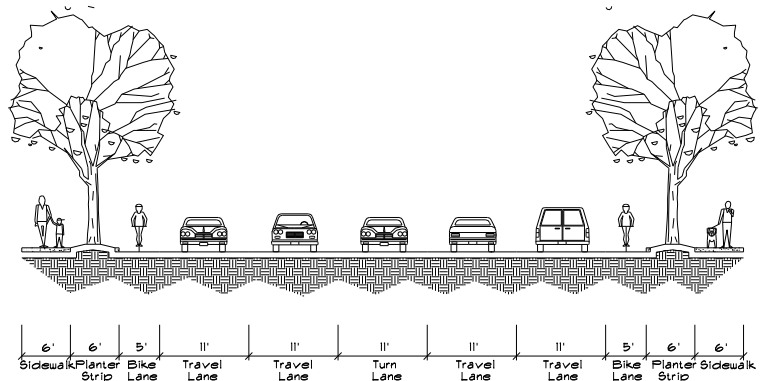 6' 6' 5' 11' 11' 11' 11' 11' 5' 6' 6'
Sidewalk Planter Bike Travel Travel Turn Travel Travel Bike Planter Sidewalk
Strip Lane Lane Lane Lane Lane Lane Lane Strip